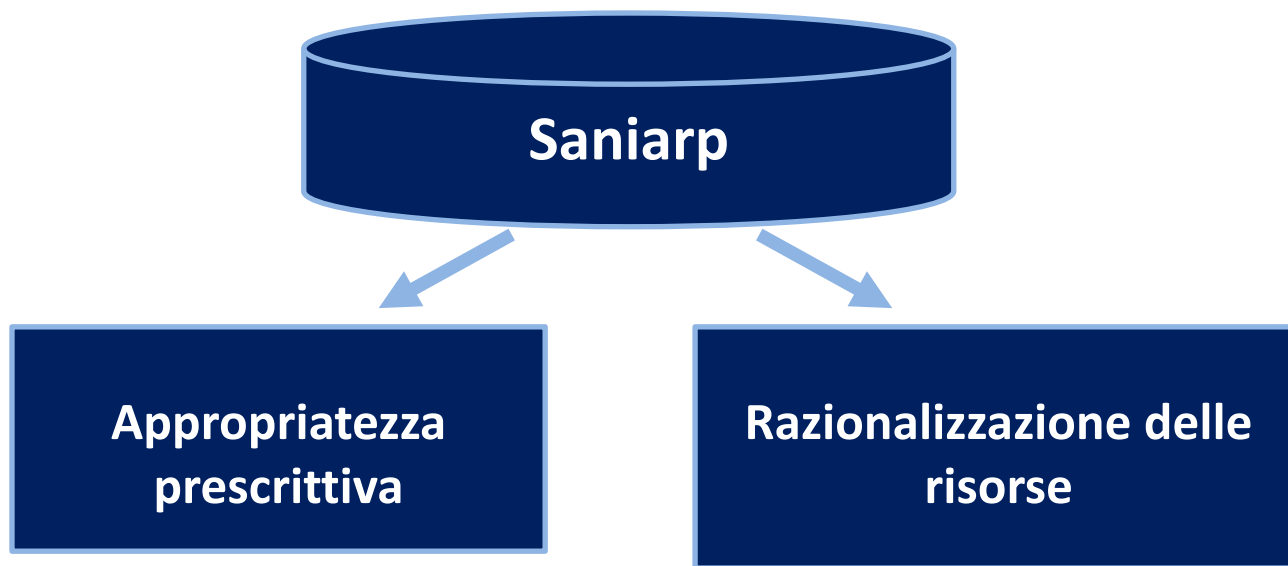 Saniarp
Appropriatezza
prescrittiva
Razionalizzazione delle
risorse